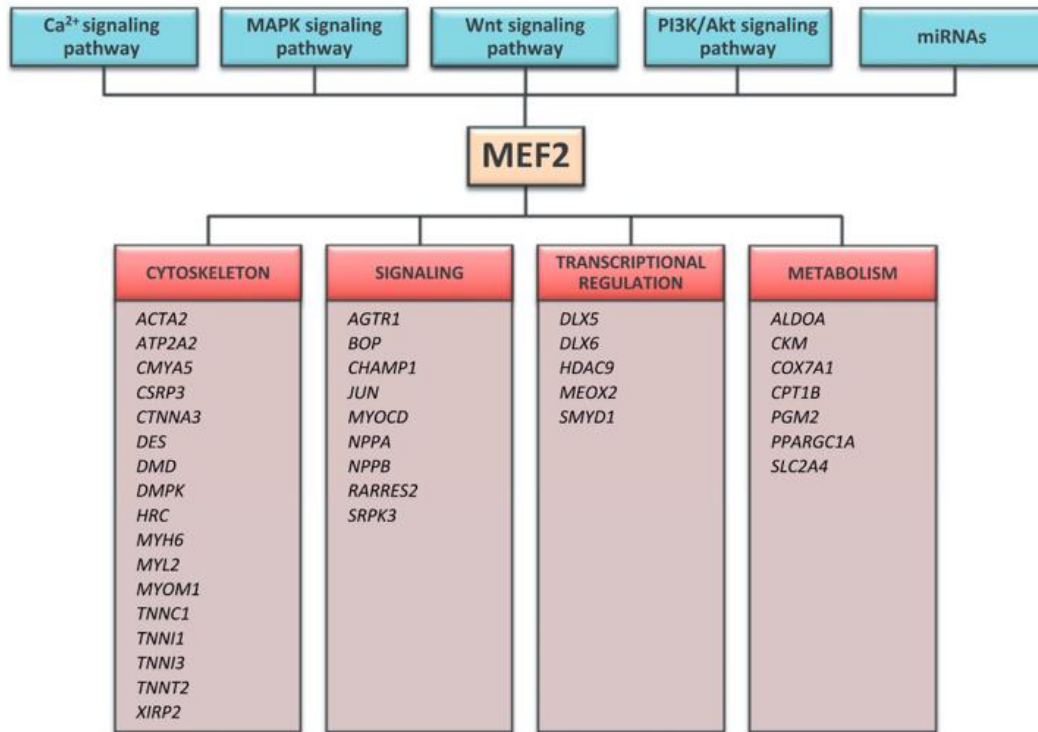 Ca²⁺ signaling
pathway
MAPK signaling
pathway
Wnt signaling
pathway
PI3K/Akt signaling
pathway
miRNAs
MEF2
CYTOSKELETON
ACTA2
ATP2A2
CMYA5
CSRP3
CTNNA3
DES
DMD
DMPK
HRC
MYH6
MYL2
MYOM1
TNNC1
TNNI1
TNNI3
TNNT2
XIRP2
SIGNALING
AGTR1
BOP
CHAMP1
JUN
MYOCD
NPPA
NPPB
RARRES2
SRPK3
TRANSCRIPTIONAL
REGULATION
DLX5
DLX6
HDAC9
MEOX2
SMYD1
METABOLISM
ALDOA
CKM
COX7A1
CPT1B
PGM2
PPARGC1A
SLC2A4